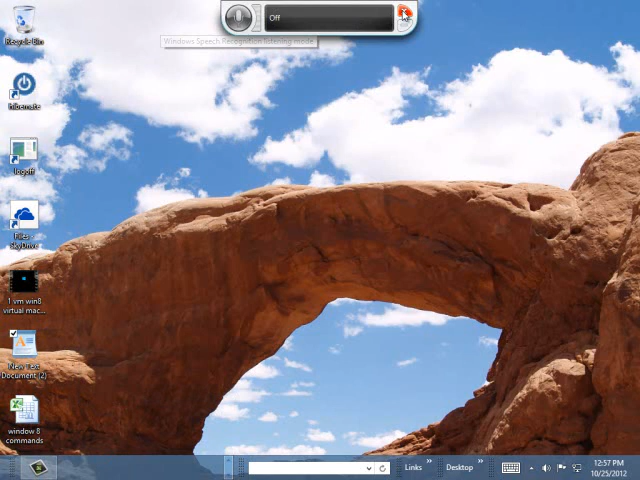 Off
Windows Speech Recognition listening mode
Recycle Bin
hibernate
logoff
Files -
SkyDrive
1 vm win8
virtual mac...
New Text
Document (2)
window 8
commands
Links
Desktop
12:57 PM
10/25/2012